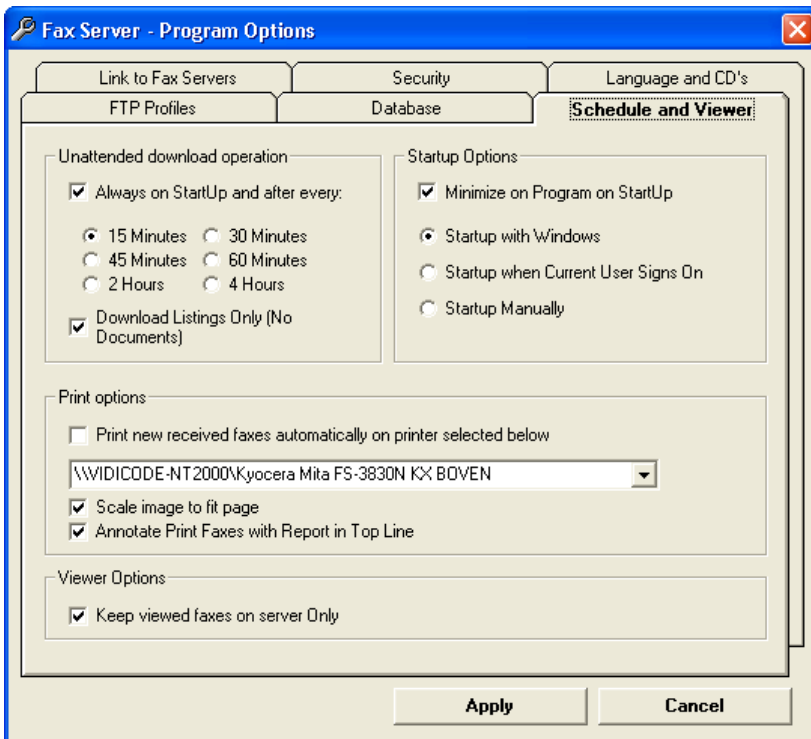 Fax Server - Program Options
Link to Fax Servers
Security
Language and CD's
FTP Profiles
Database
Schedule and Viewer
Unattended download operation
Always on StartUp and after every:
15 Minutes
30 Minutes
45 Minutes
60 Minutes
2 Hours
4 Hours
Download Listings Only (No
Documents)
Startup Options
Minimize on Program on StartUp
Startup with Windows
Startup when Current User Signs On
Startup Manually
Print options
Print new received faxes automatically on printer selected below
\\VIDICODE-NT2000\Kyocera Mita FS-3830N KX BOVEN
Scale image to fit page
Annotate Print Faxes with Report in Top Line
Viewer Options
Keep viewed faxes on server Only
Apply
Cancel